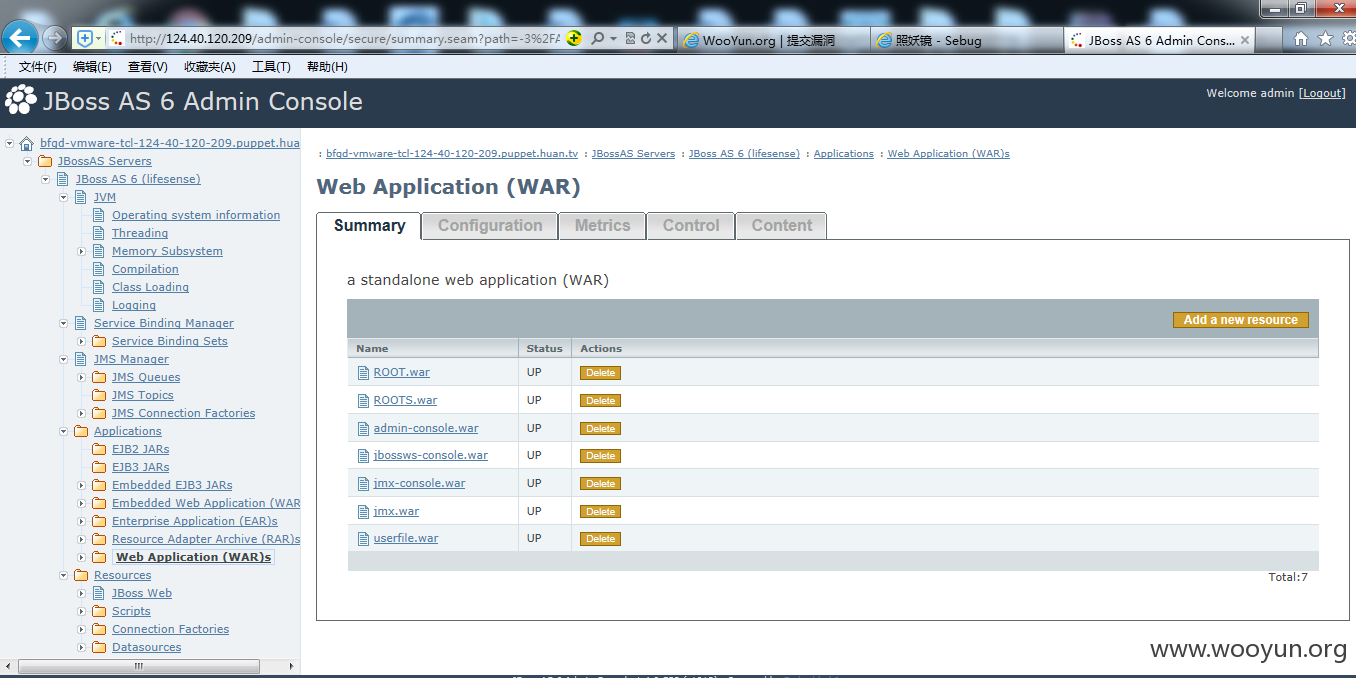 http://124.40.120.209/admin-console/secure/summary.seam?path=-3%2FA
WooYun.org | 提交漏洞
照妖镜 - Sebug
JBoss AS 6 Admin Cons...
文件(F) 编辑(E) 查看(V) 收藏夹(A) 工具(T) 帮助(H)
JBoss AS 6 Admin Console
Welcome admin [Logout]
bfgd-vmware-tcl-124-40-120-209.puppet.hua
JBossAS Servers
JBoss AS 6 (lifesense)
JVM
Operating system information
Threading
Memory Subsystem
Compilation
Class Loading
Logging
Service Binding Manager
Service Binding Sets
JMS Manager
JMS Queues
JMS Topics
JMS Connection Factories
Applications
EJB2 JARs
EJB3 JARs
Embedded EJB3 JARs
Embedded Web Application (WAR
Enterprise Application (EAR)s
Resource Adapter Archive (RAR)s
Web Application (WAR)s
Resources
JBoss Web
Scripts
Connection Factories
Datasources
: bfgd-vmware-tcl-124-40-120-209.puppet.huan.tv : JBossAS Servers : JBoss AS 6 (lifesense) : Applications : Web Application (WAR)s
Web Application (WAR)
Summary Configuration Metrics Control Content
a standalone web application (WAR)
Add a new resource
Name Status Actions
ROOT.war UP Delete
ROOTS.war UP Delete
admin-console.war UP Delete
jbossws-console.war UP Delete
jmx-console.war UP Delete
jmx.war UP Delete
userfile.war UP Delete
Total:7
www.wooyun.org